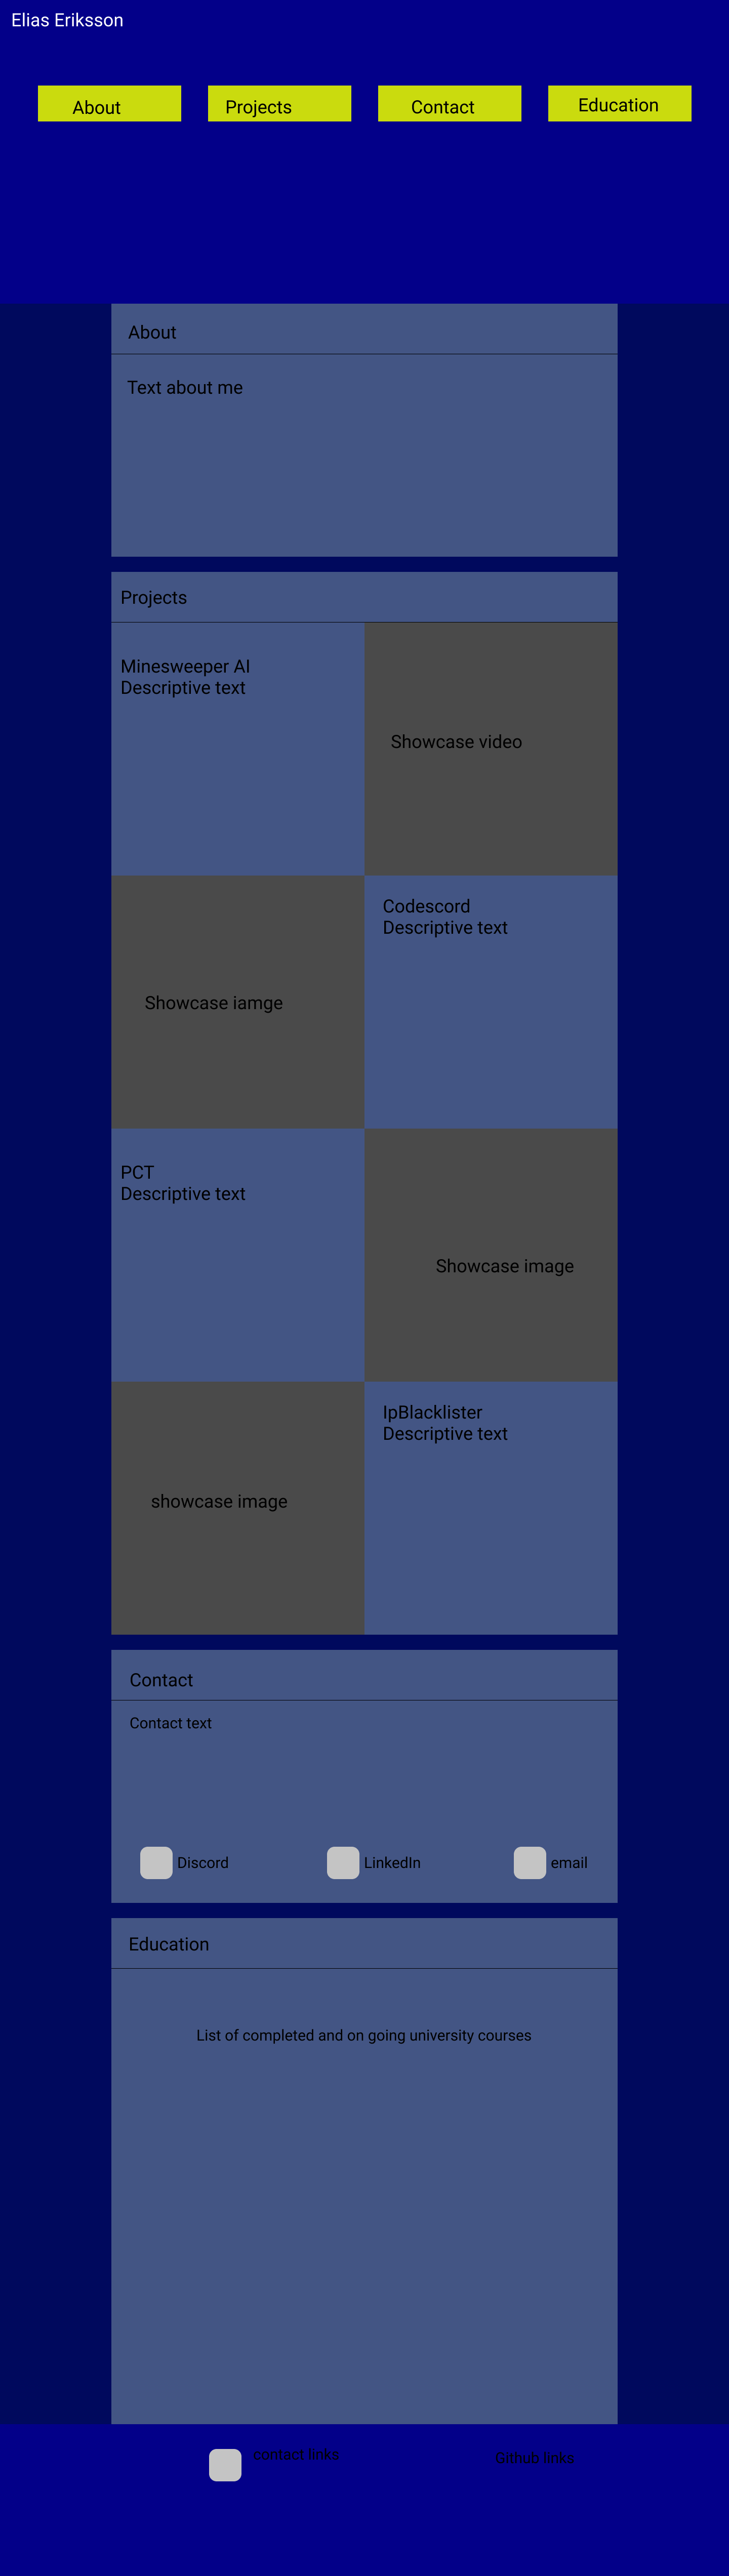 Elias Eriksson
About
Projects
Contact
Education
About
Text about me
Projects
Minesweeper AI
Descriptive text
Showcase video
Codescord
Descriptive text
Showcase iamge
PCT
Descriptive text
Showcase image
IpBlacklister
Descriptive text
showcase image
Contact
Contact text
Discord
LinkedIn
email
Education
List of completed and on going university courses
contact links
Github links